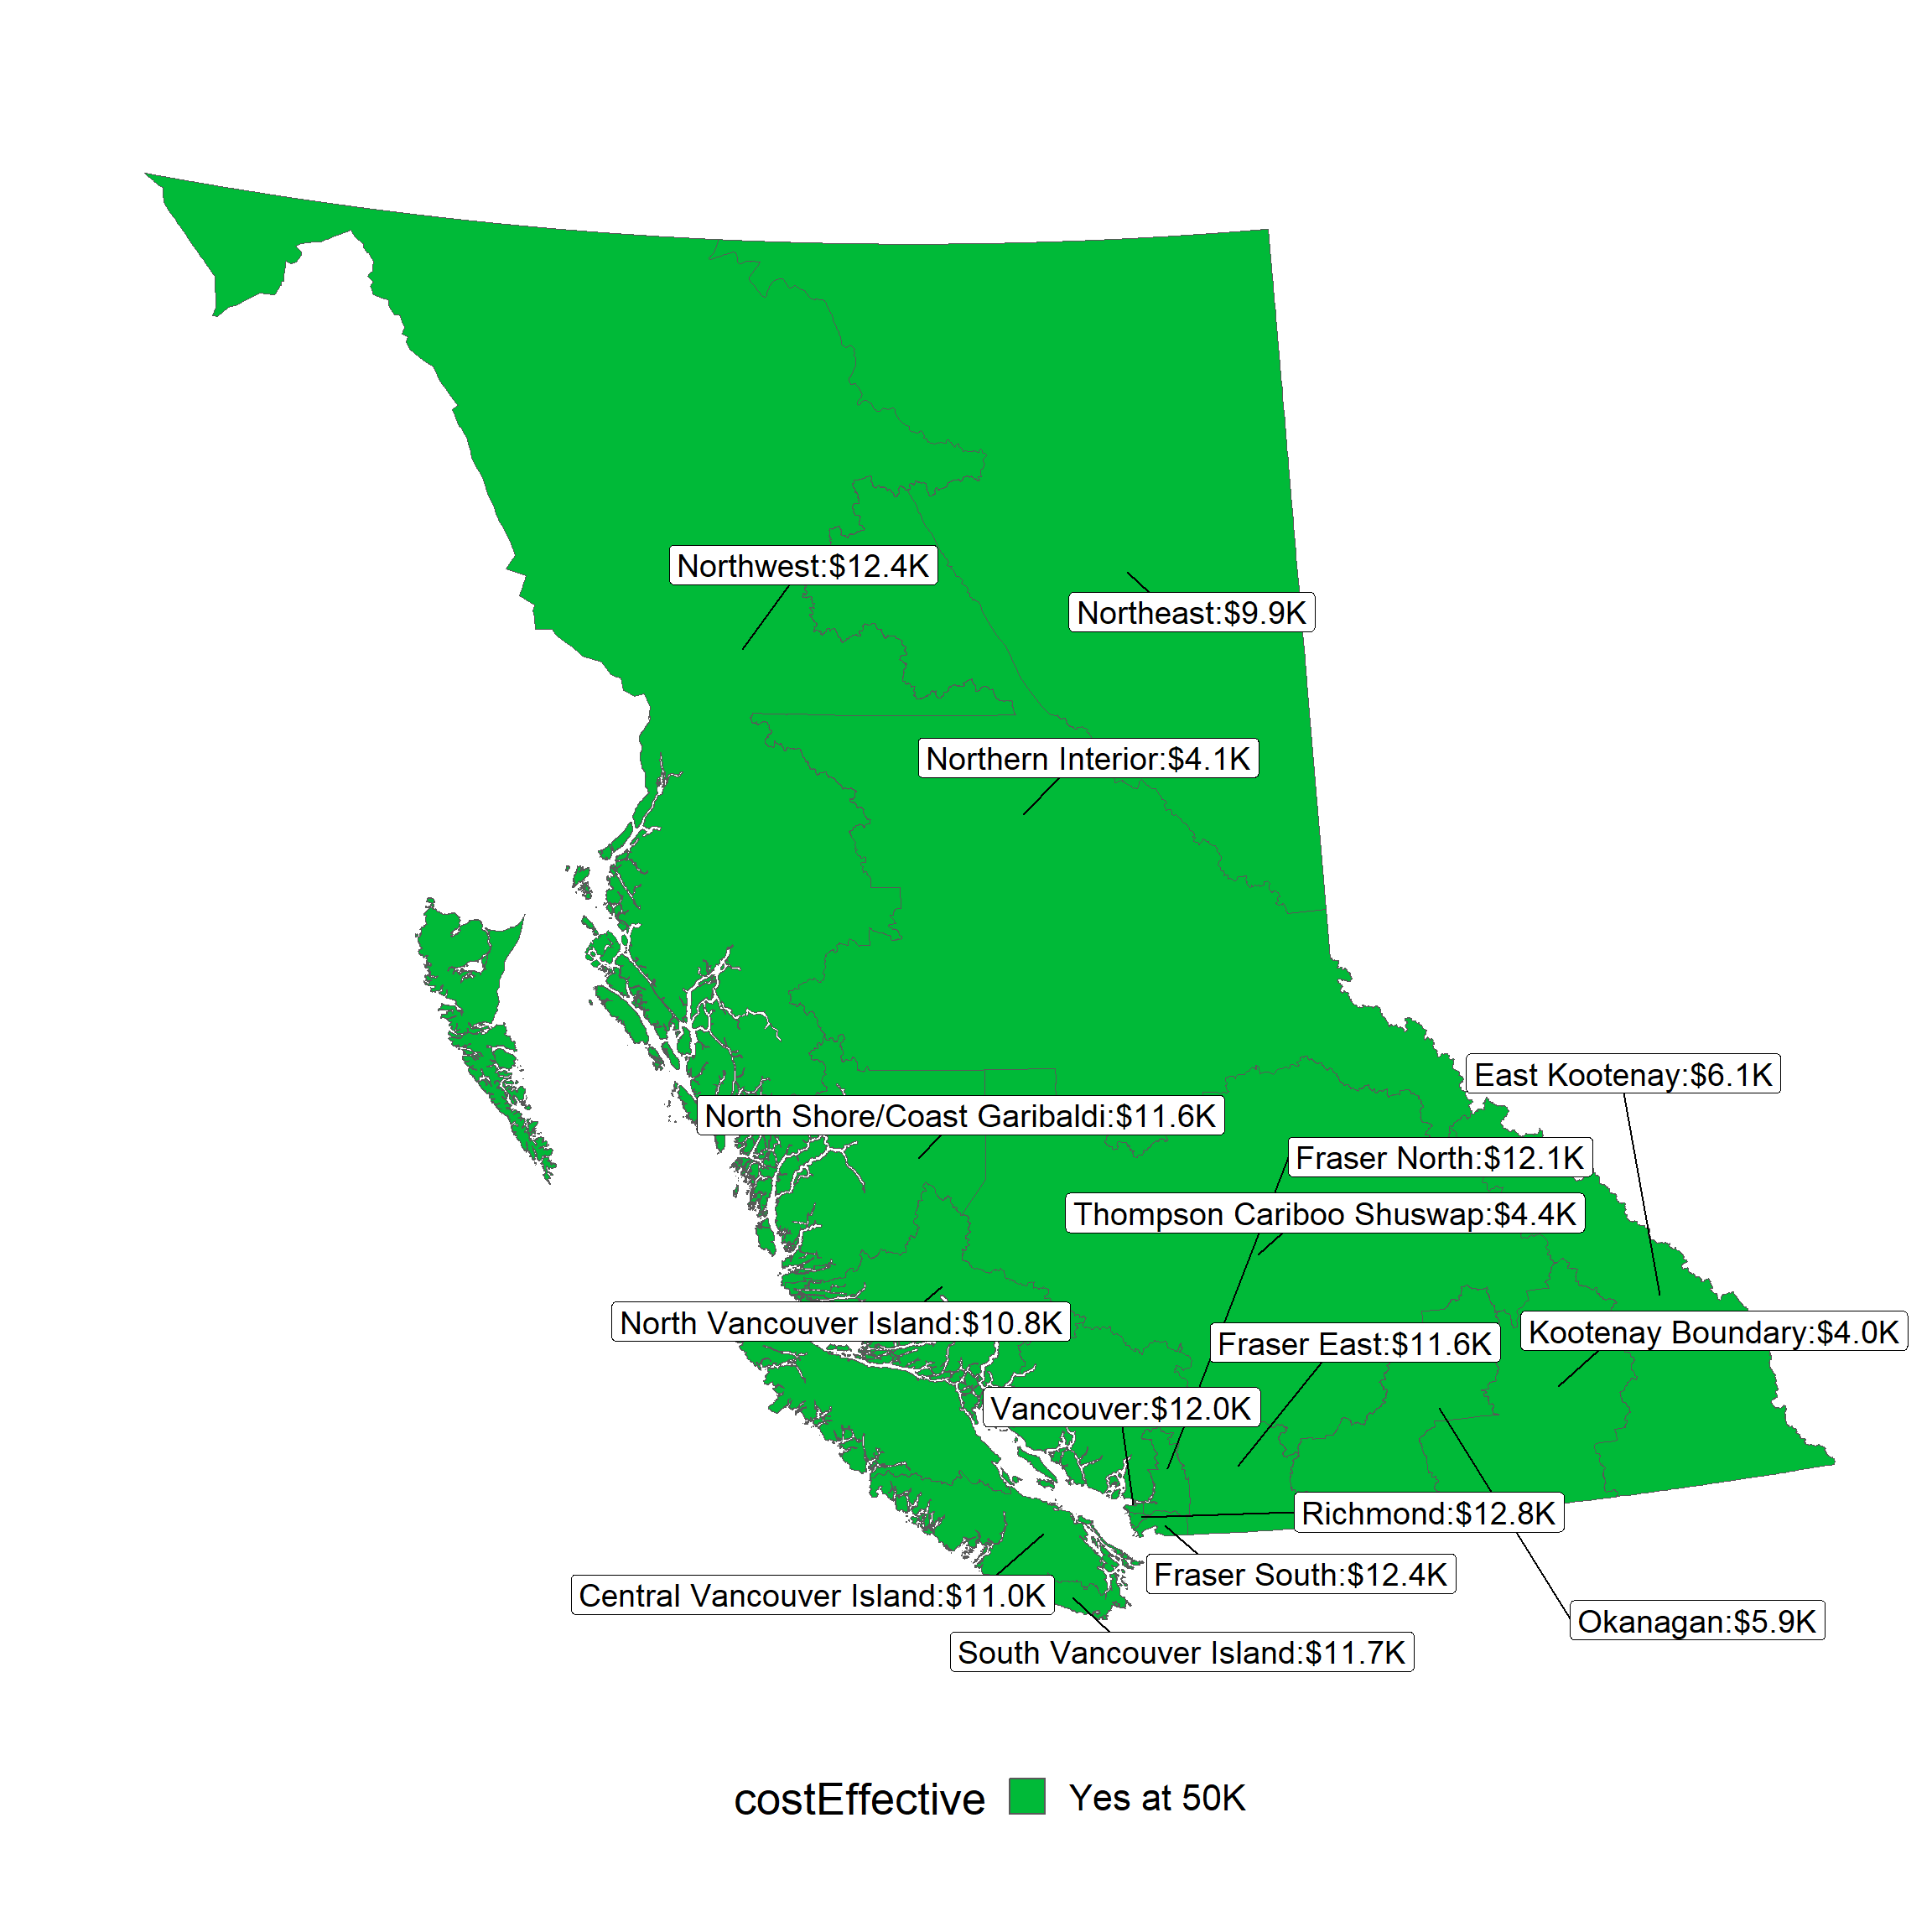 Northwest:$12.4K
Northeast:$9.9K
Northern Interior:$4.1K
East Kootenay:$6.1K
North Shore/Coast Garibaldi:$11.6K
Fraser North:$12.1K
Thompson Cariboo Shuswap:$4.4K
North Vancouver Island:$10.8K
Kootenay Boundary:$4.0K
Fraser East:$11.6K
Vancouver:$12.0K
Richmond:$12.8K
Fraser South:$12.4K
Central Vancouver Island:$11.0K
Okanagan:$5.9K
South Vancouver Island:$11.7K
costEffective Yes at 50K